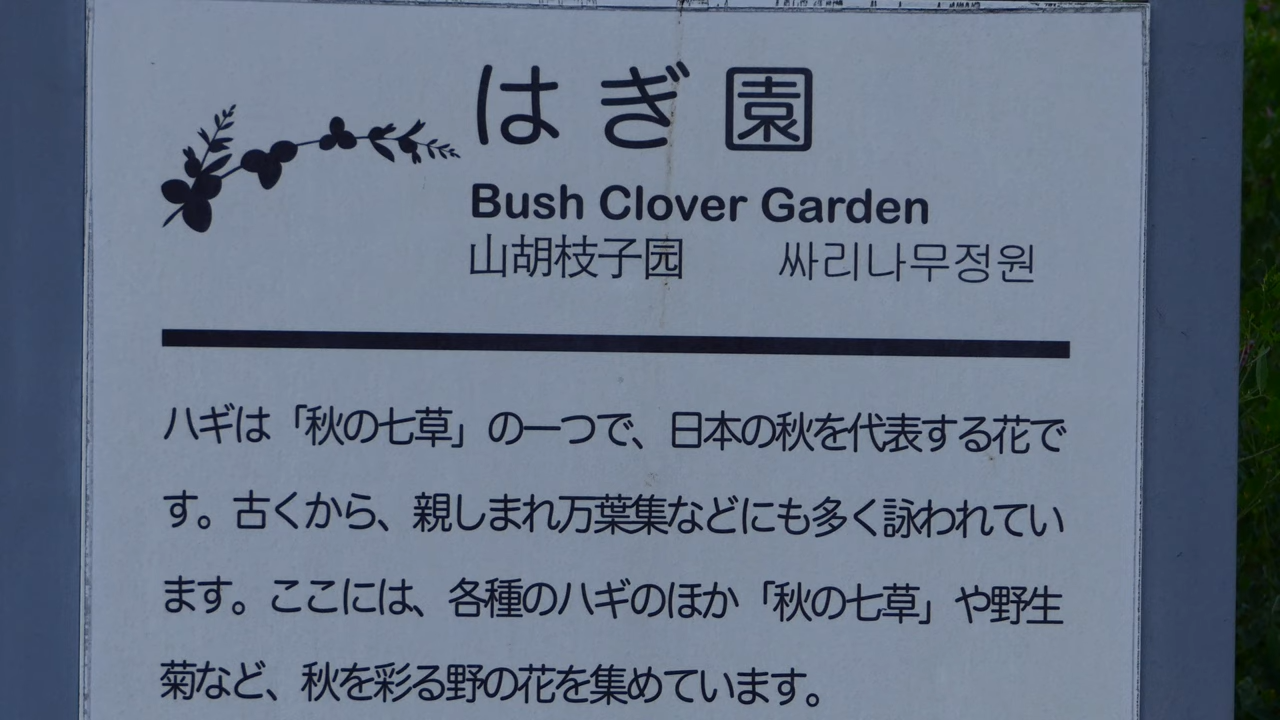 はぎ園
Bush Clover Garden
山胡枝子园 싸리나무정원
ハギは「秋の七草」の一つで、日本の秋を代表する花で
す。古くから、親しまれ万葉集などにも多く詠われてい
ます。ここには、各種のハギのほか「秋の七草」や野生
菊など、秋を彩る野の花を集めています。